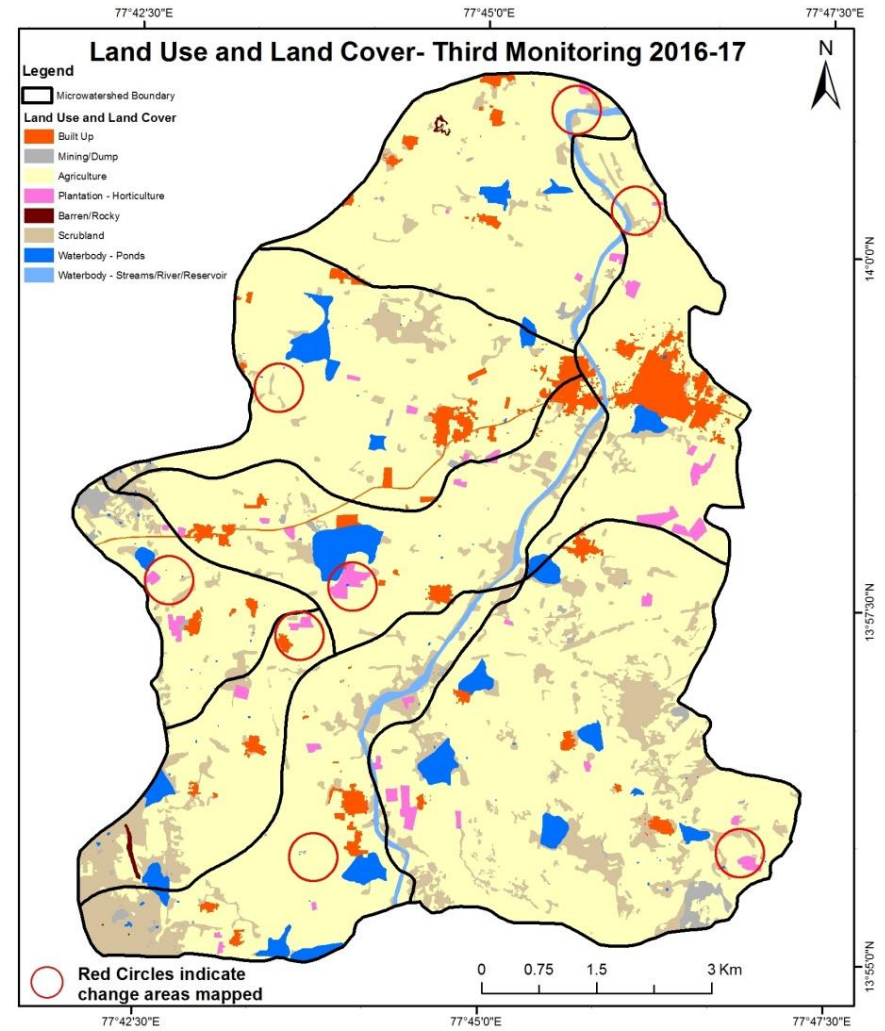 77°42'30"E 77°45'0"E 77°47'30"E
Land Use and Land Cover- Third Monitoring 2016-17
N
Legend
Microwatershed Boundary
Land Use and Land Cover
Built Up
Mining/Dump
Agriculture
Plantation - Horticulture
Barren/Rocky
Scrubland
Waterbody - Ponds
Waterbody - Streams/River/Reservoir
14°0'0"N
13°57'30"N
13°55'0"N
Red Circles indicate
change areas mapped
0 0.75 1.5 3 Km
77°42'30"E 77°45'0"E 77°47'30"E